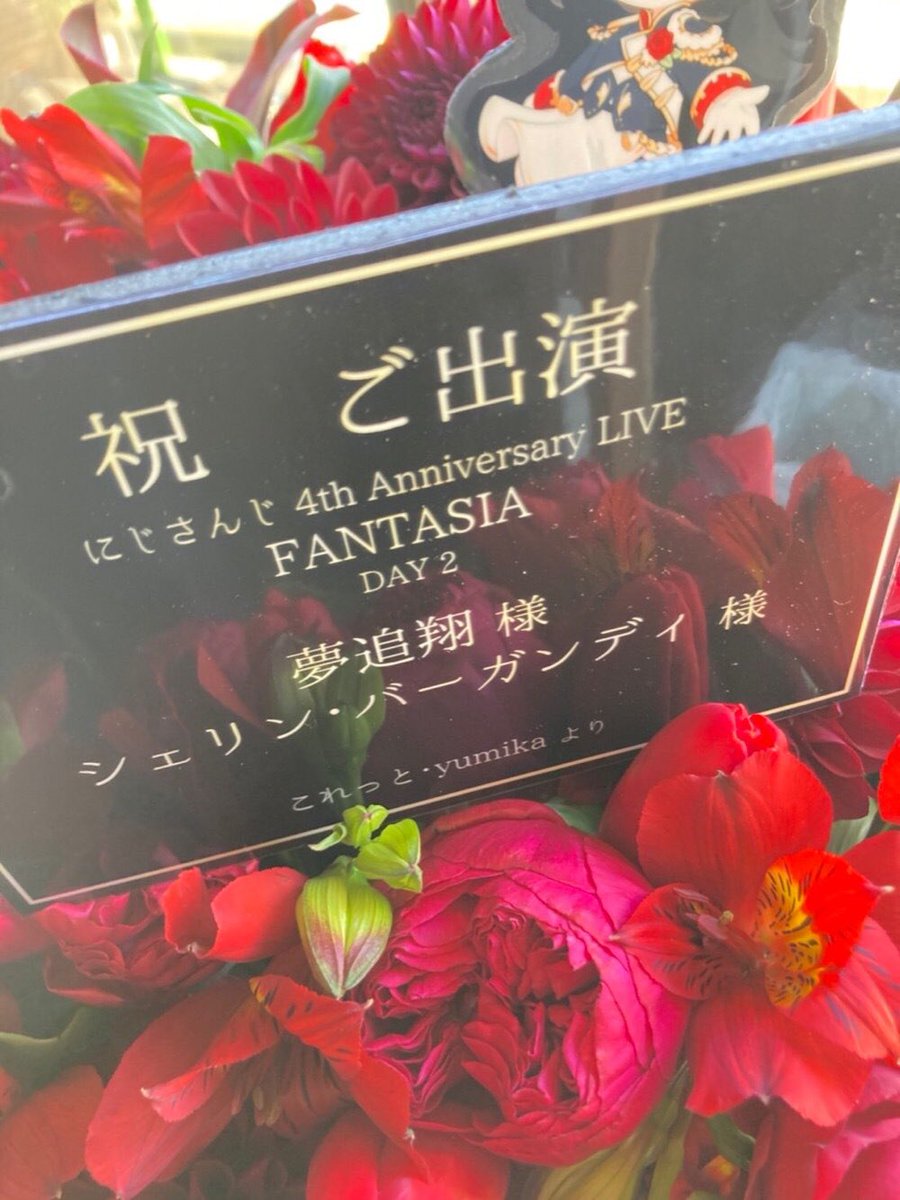 祝　ご出演
にじさんじ 4th Anniversary LIVE
FANTASIA
DAY 2
夢追翔 様
シェリン・バーガンディ 様
これっと・yumika より